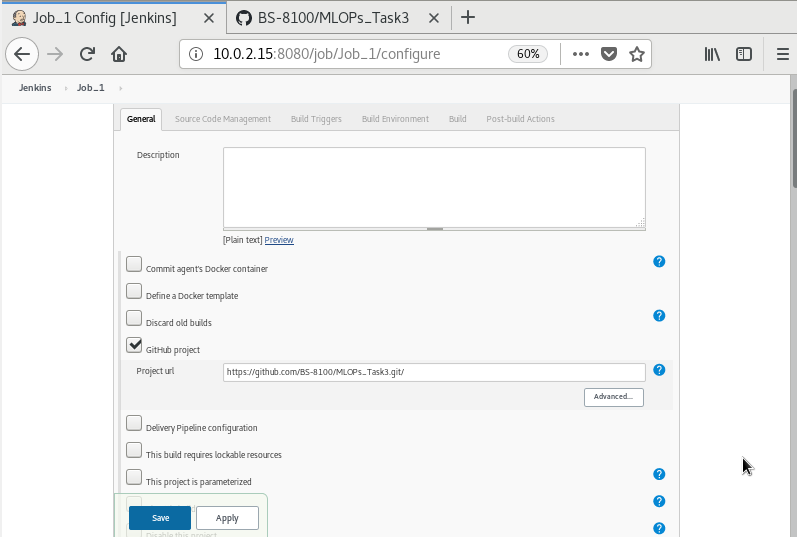 Job_1 Config [Jenkins]
BS-8100/MLOPs_Task3
10.0.2.15:8080/job/Job_1/configure
60%
Jenkins
Job_1
General
Source Code Management
Build Triggers
Build Environment
Build
Post-build Actions
Description
[Plain text] Preview
Commit agent's Docker container
Define a Docker template
Discard old builds
GitHub project
Project url
https://github.com/BS-8100/MLOPs_Task3.git/
Advanced...
Delivery Pipeline configuration
This build requires lockable resources
This project is parameterized
Save
Apply
Disable this project